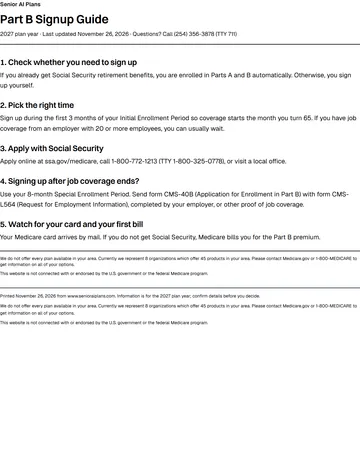 Senior AI Plans
Part B Signup Guide
2027 plan year · Last updated November 26, 2026 · Questions? Call (254) 356-3878 (TTY 711)
1. Check whether you need to sign up
If you already get Social Security retirement benefits, you are enrolled in Parts A and B automatically. Otherwise, you sign
up yourself.
2. Pick the right time
Sign up during the first 3 months of your Initial Enrollment Period so coverage starts the month you turn 65. If you have job
coverage from an employer with 20 or more employees, you can usually wait.
3. Apply with Social Security
Apply online at ssa.gov/medicare, call 1-800-772-1213 (TTY 1-800-325-0778), or visit a local office.
4. Signing up after job coverage ends?
Use your 8-month Special Enrollment Period. Send form CMS-40B (Application for Enrollment in Part B) with form CMS-
L564 (Request for Employment Information), completed by your employer, or other proof of job coverage.
5. Watch for your card and your first bill
Your Medicare card arrives by mail. If you do not get Social Security, Medicare bills you for the Part B premium.
We do not offer every plan available in your area. Currently we represent 8 organizations which offer 45 products in your area. Please contact Medicare.gov or 1-800-MEDICARE to
get information on all of your options.
This website is not connected with or endorsed by the U.S. government or the federal Medicare program.
Printed November 26, 2026 from www.senioraiplans.com. Information is for the 2027 plan year; confirm details before you decide.
We do not offer every plan available in your area. Currently we represent 8 organizations which offer 45 products in your area. Please contact Medicare.gov or 1-800-MEDICARE to
get information on all of your options.
This website is not connected with or endorsed by the U.S. government or the federal Medicare program.